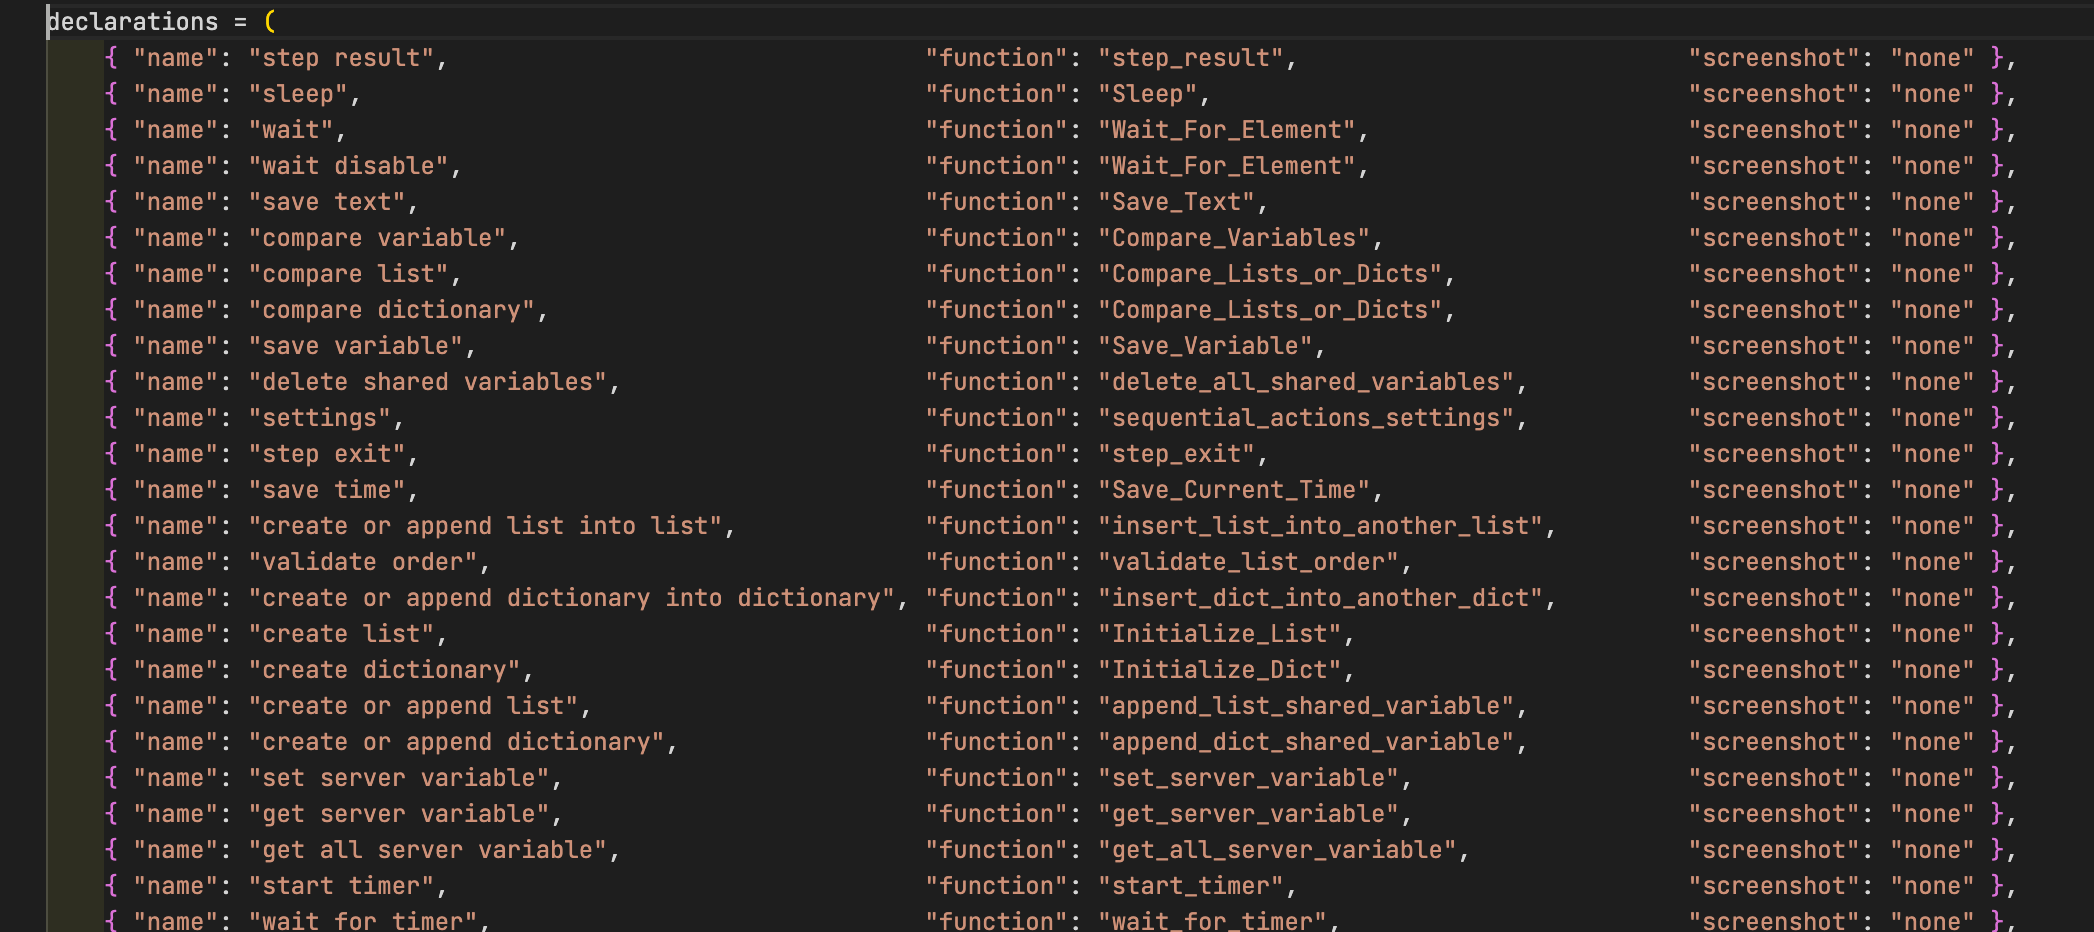 declarations = (
    { "name": "step result",                                  "function": "step_result",                            "screenshot": "none" },
    { "name": "sleep",                                        "function": "Sleep",                                  "screenshot": "none" },
    { "name": "wait",                                         "function": "Wait_For_Element",                       "screenshot": "none" },
    { "name": "wait disable",                                 "function": "Wait_For_Element",                       "screenshot": "none" },
    { "name": "save text",                                    "function": "Save_Text",                              "screenshot": "none" },
    { "name": "compare variable",                             "function": "Compare_Variables",                      "screenshot": "none" },
    { "name": "compare list",                                 "function": "Compare_Lists_or_Dicts",                 "screenshot": "none" },
    { "name": "compare dictionary",                           "function": "Compare_Lists_or_Dicts",                 "screenshot": "none" },
    { "name": "save variable",                                "function": "Save_Variable",                          "screenshot": "none" },
    { "name": "delete shared variables",                      "function": "delete_all_shared_variables",            "screenshot": "none" },
    { "name": "settings",                                     "function": "sequential_actions_settings",            "screenshot": "none" },
    { "name": "step exit",                                    "function": "step_exit",                              "screenshot": "none" },
    { "name": "save time",                                    "function": "Save_Current_Time",                      "screenshot": "none" },
    { "name": "create or append list into list",              "function": "insert_list_into_another_list",          "screenshot": "none" },
    { "name": "validate order",                               "function": "validate_list_order",                    "screenshot": "none" },
    { "name": "create or append dictionary into dictionary",  "function": "insert_dict_into_another_dict",          "screenshot": "none" },
    { "name": "create list",                                  "function": "Initialize_List",                        "screenshot": "none" },
    { "name": "create dictionary",                            "function": "Initialize_Dict",                        "screenshot": "none" },
    { "name": "create or append list",                        "function": "append_list_shared_variable",            "screenshot": "none" },
    { "name": "create or append dictionary",                  "function": "append_dict_shared_variable",            "screenshot": "none" },
    { "name": "set server variable",                          "function": "set_server_variable",                    "screenshot": "none" },
    { "name": "get server variable",                          "function": "get_server_variable",                    "screenshot": "none" },
    { "name": "get all server variable",                      "function": "get_all_server_variable",                "screenshot": "none" },
    { "name": "start timer",                                  "function": "start_timer",                            "screenshot": "none" },
    { "name": "wait for timer",                               "function": "wait_for_timer",                         "screenshot": "none" },